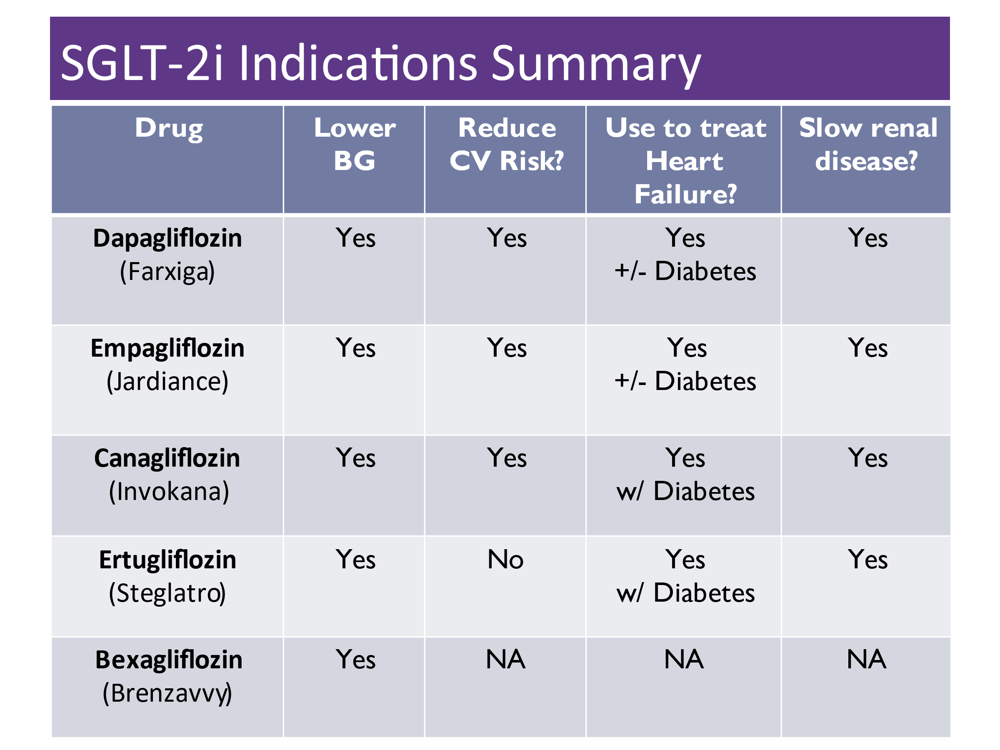 SGLT-2i Indications Summary
Drug
Lower
BG
Reduce
CV Risk?
Use to treat
Heart
Failure?
Slow renal
disease?
Dapagliflozin
(Farxiga)
Yes
Yes
Yes
+/- Diabetes
Yes
Empagliflozin
(Jardiance)
Yes
Yes
Yes
+/- Diabetes
Yes
Canagliflozin
(Invokana)
Yes
Yes
Yes
w/ Diabetes
Yes
Ertugliflozin
(Steglatro)
Yes
No
Yes
w/ Diabetes
Yes
Bexagliflozin
(Brenzavvy)
Yes
NA
NA
NA